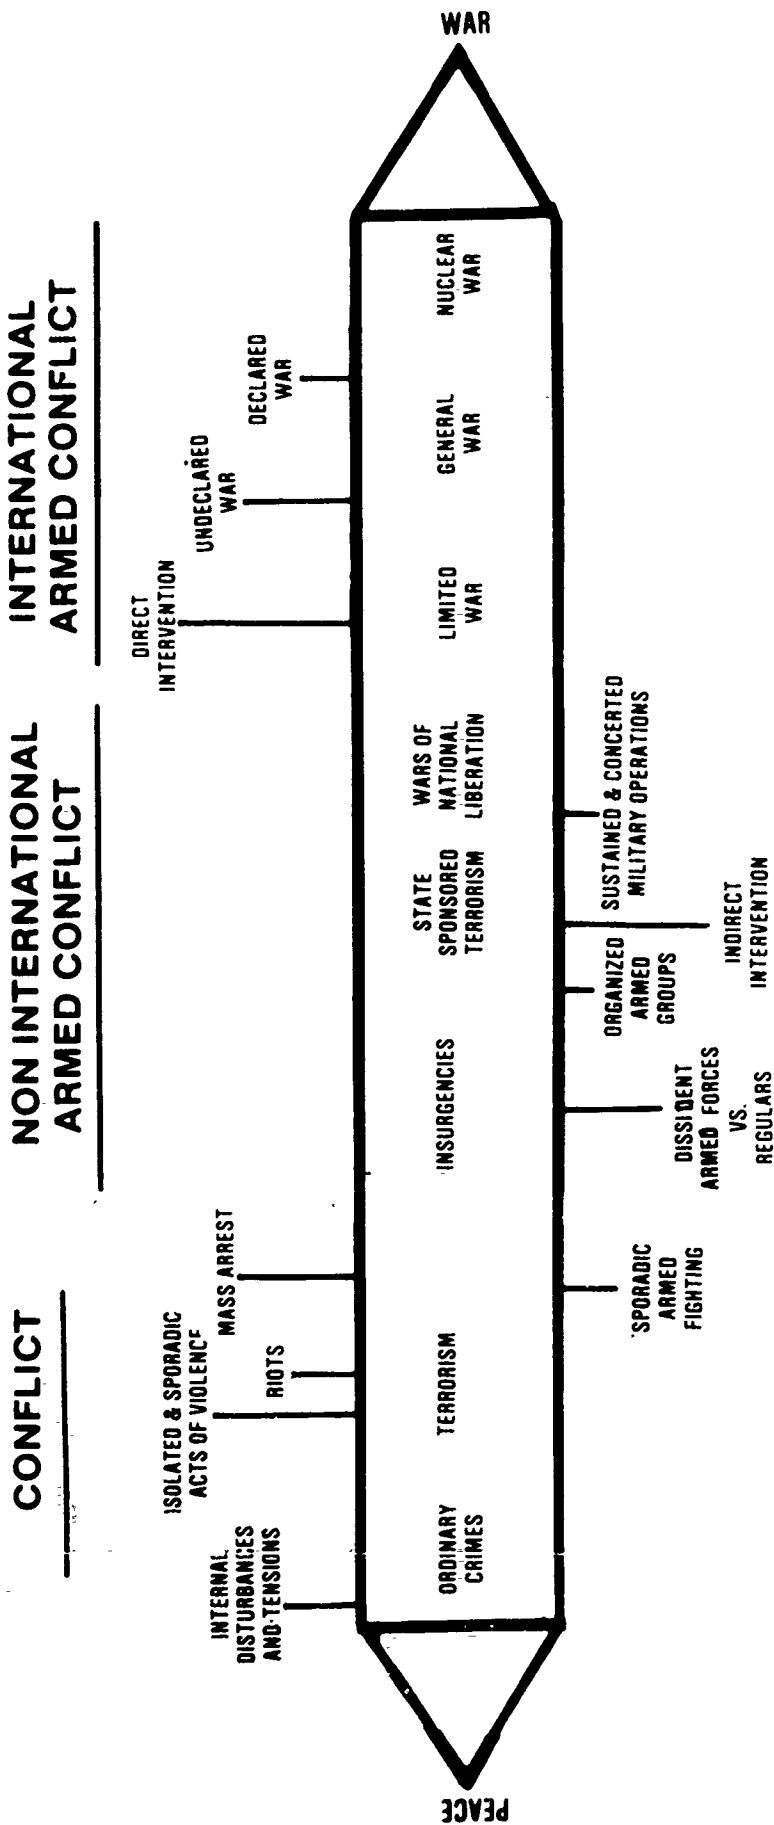 CONFLICT
NON INTERNATIONAL
ARMED CONFLICT
INTERNATIONAL
ARMED CONFLICT
INTERNAL
DISTURBANCES
AND TENSIONS
ISOLATED & SPORADIC
ACTS OF VIOLENCE
RIOTS
MASS ARREST
DIRECT
INTERVENTION
UNDECLARED
WAR
DECLARED
WAR
PEACE
ORDINARY
CRIMES
TERRORISM
INSURGENCIES
STATE
SPONSORED
TERRORISM
WARS OF
NATIONAL
LIBERATION
LIMITED
WAR
GENERAL
WAR
NUCLEAR
WAR
WAR
SPORADIC
ARMED
FIGHTING
DISSIDENT
ARMED FORCES
VS.
REGULARS
ORGANIZED
ARMED
GROUPS
INDIRECT
INTERVENTION
SUSTAINED & CONCERTED
MILITARY OPERATIONS